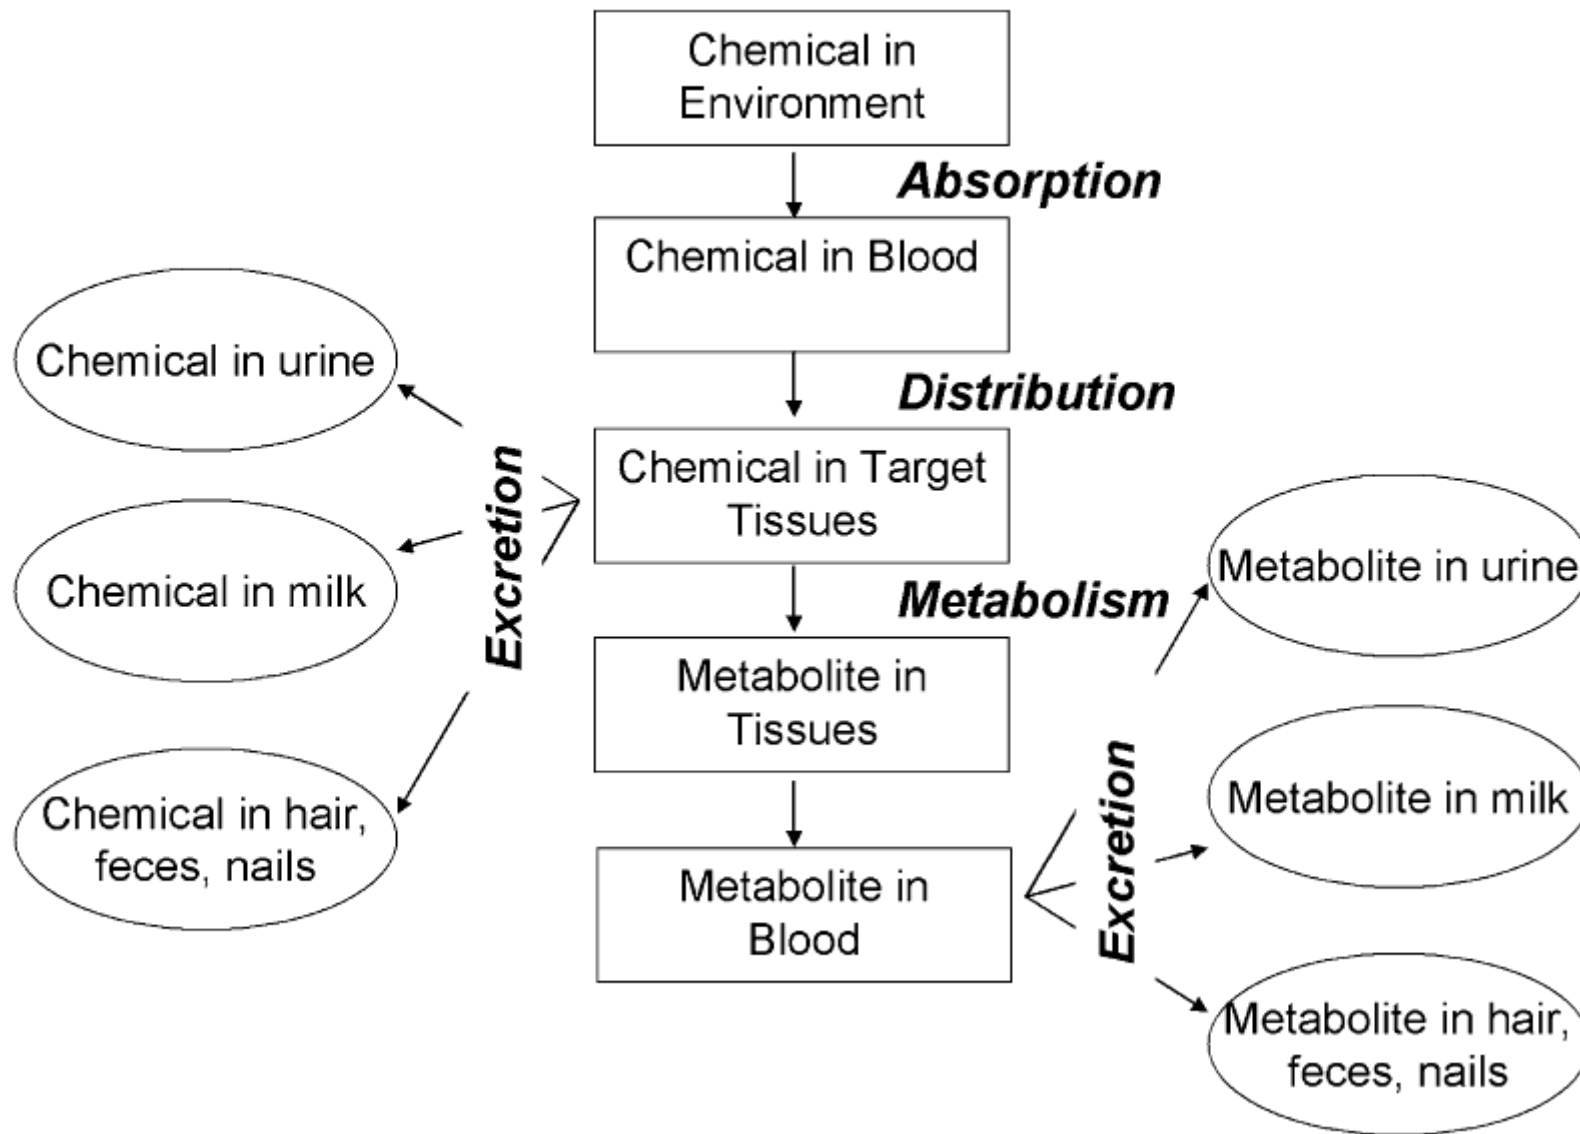 Chemical in
Environment
Absorption
Chemical in Blood
Distribution
Chemical in urine
Chemical in milk
Chemical in hair,
feces, nails
Excretion
Chemical in Target
Tissues
Metabolism
Metabolite in
Tissues
Metabolite in
Blood
Excretion
Metabolite in urine
Metabolite in milk
Metabolite in hair,
feces, nails